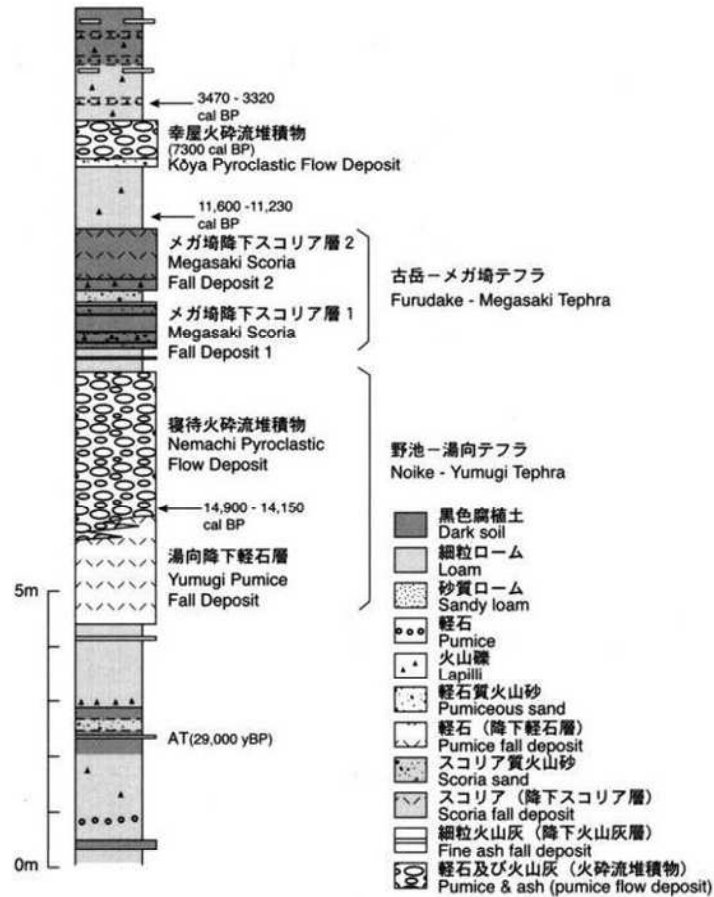 3470 - 3320
cal BP
幸屋火砕流堆積物
(7300 cal BP)
Kōya Pyroclastic Flow Deposit
11,600 -11,230
cal BP
メガ埼降下スコリア層 2
Megasaki Scoria
Fall Deposit 2
メガ埼降下スコリア層 1
Megasaki Scoria
Fall Deposit 1
古岳ーメガ埼テフラ
Furudake - Megasaki Tephra
寝待火砕流堆積物
Nemachi Pyroclastic
Flow Deposit
14,900 - 14,150
cal BP
湯向降下軽石層
Yumugi Pumice
Fall Deposit
野池ー湯向テフラ
Noike - Yumugi Tephra
5m
AT(29,000 yBP)
0m
黒色腐植土
Dark soil
細粒ローム
Loam
砂質ローム
Sandy loam
軽石
Pumice
火山礫
Lapilli
軽石質火山砂
Pumiceous sand
軽石（降下軽石層）
Pumice fall deposit
スコリア質火山砂
Scoria sand
スコリア（降下スコリア層）
Scoria fall deposit
細粒火山灰（降下火山灰層）
Fine ash fall deposit
軽石及び火山灰（火砕流堆積物）
Pumice & ash (pumice flow deposit)